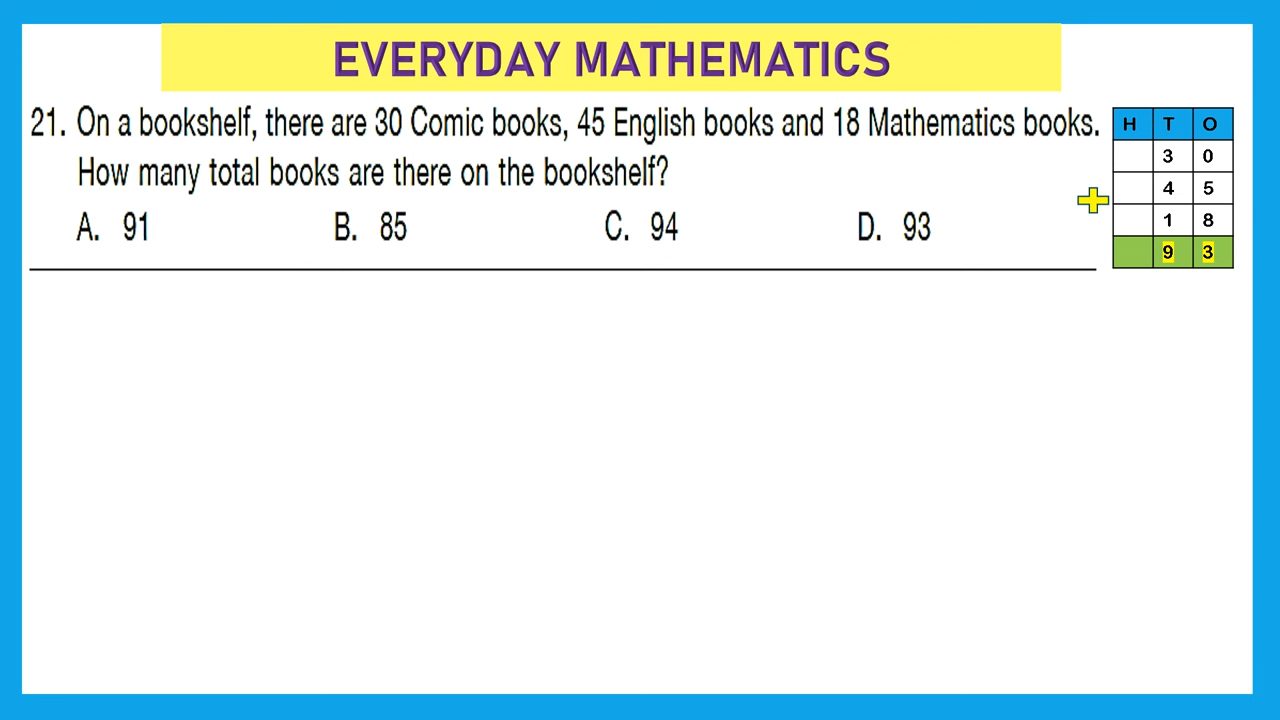 EVERYDAY MATHEMATICS
21. On a bookshelf, there are 30 Comic books, 45 English books and 18 Mathematics books.
How many total books are there on the bookshelf?
A. 91 B. 85 C. 94 D. 93
H T O
3 0
4 5
+
1 8
9 3